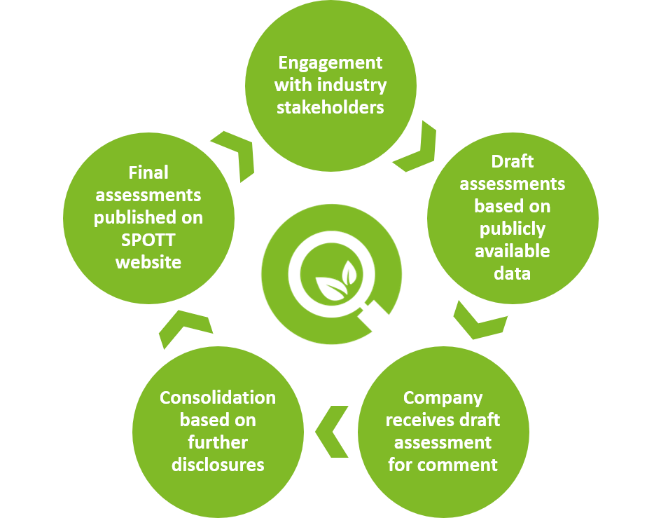 Engagement
with industry
stakeholders
Draft
assessments
based on
publicly
available
data
Company
receives draft
assessment
for comment
Consolidation
based on
further
disclosures
Final
assessments
published on
SPOTT
website